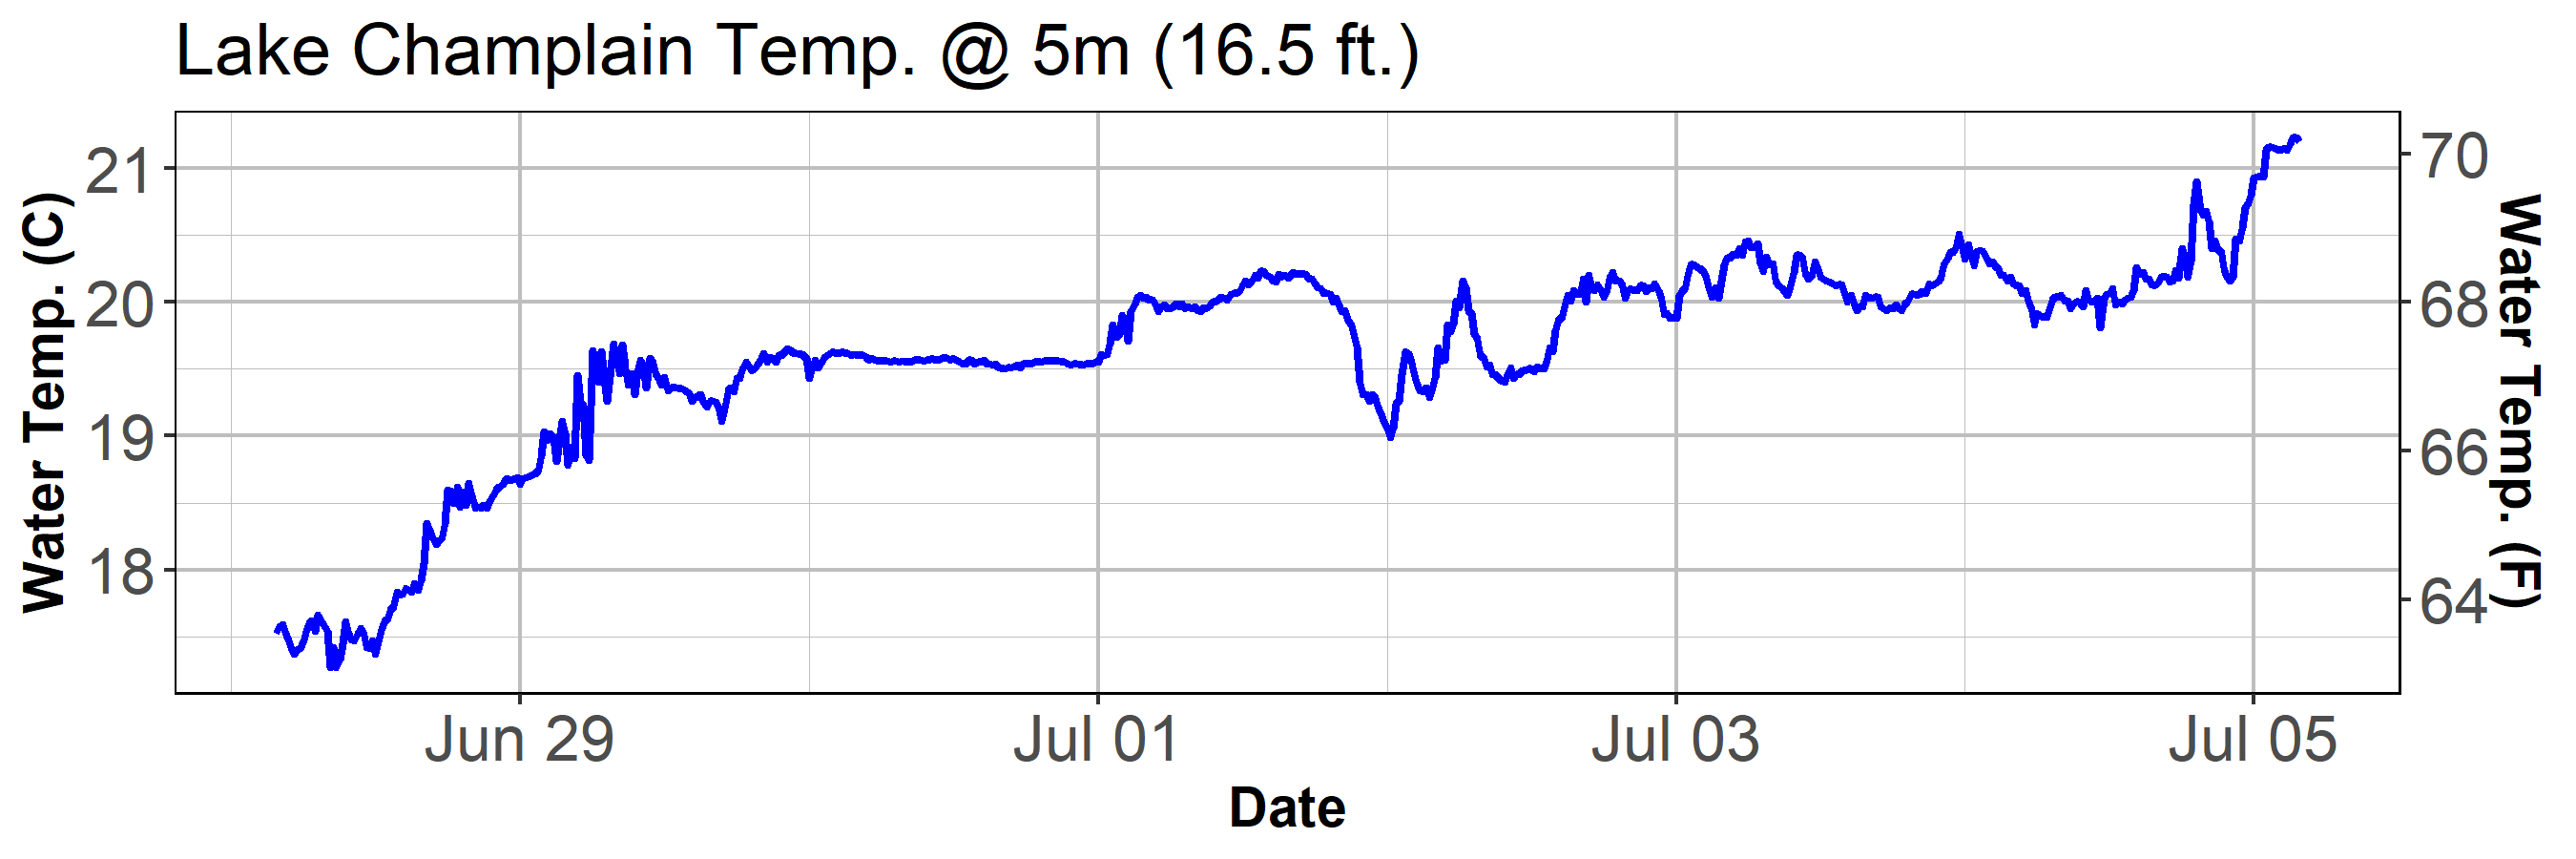 Lake Champlain Temp. @ 5m (16.5 ft.)
Water Temp. (C)
21
20
19
18
70
68
66
64
Water Temp. (F)
Jun 29
Jul 01
Jul 03
Jul 05
Date